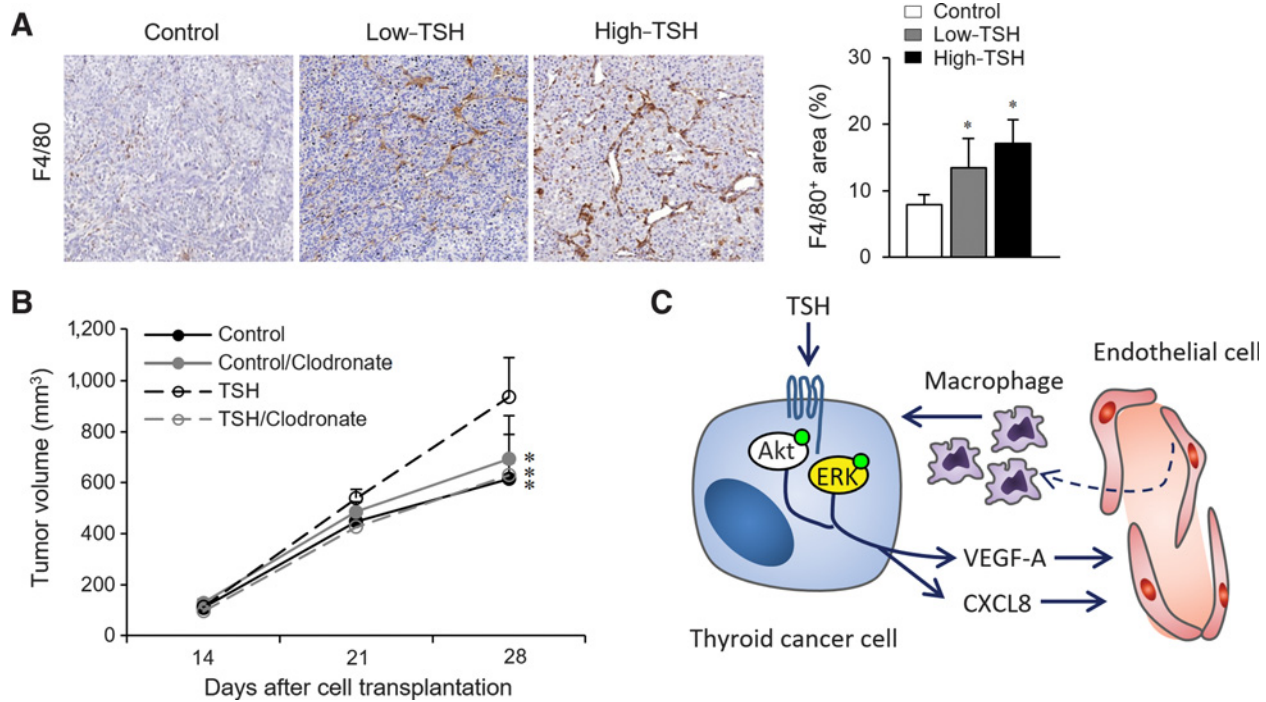 A
Control
Low–TSH
High–TSH
F4/80
Control
Low–TSH
High–TSH
F4/80⁺ area (%)
30
20
10
0
*
*
B
Tumor volume (mm³)
1,200
1,000
800
600
400
200
0
Control
Control/Clodronate
TSH
TSH/Clodronate
*
*
*
14 21 28
Days after cell transplantation
C
TSH
Endothelial cell
Macrophage
Akt
ERK
VEGF-A
CXCL8
Thyroid cancer cell